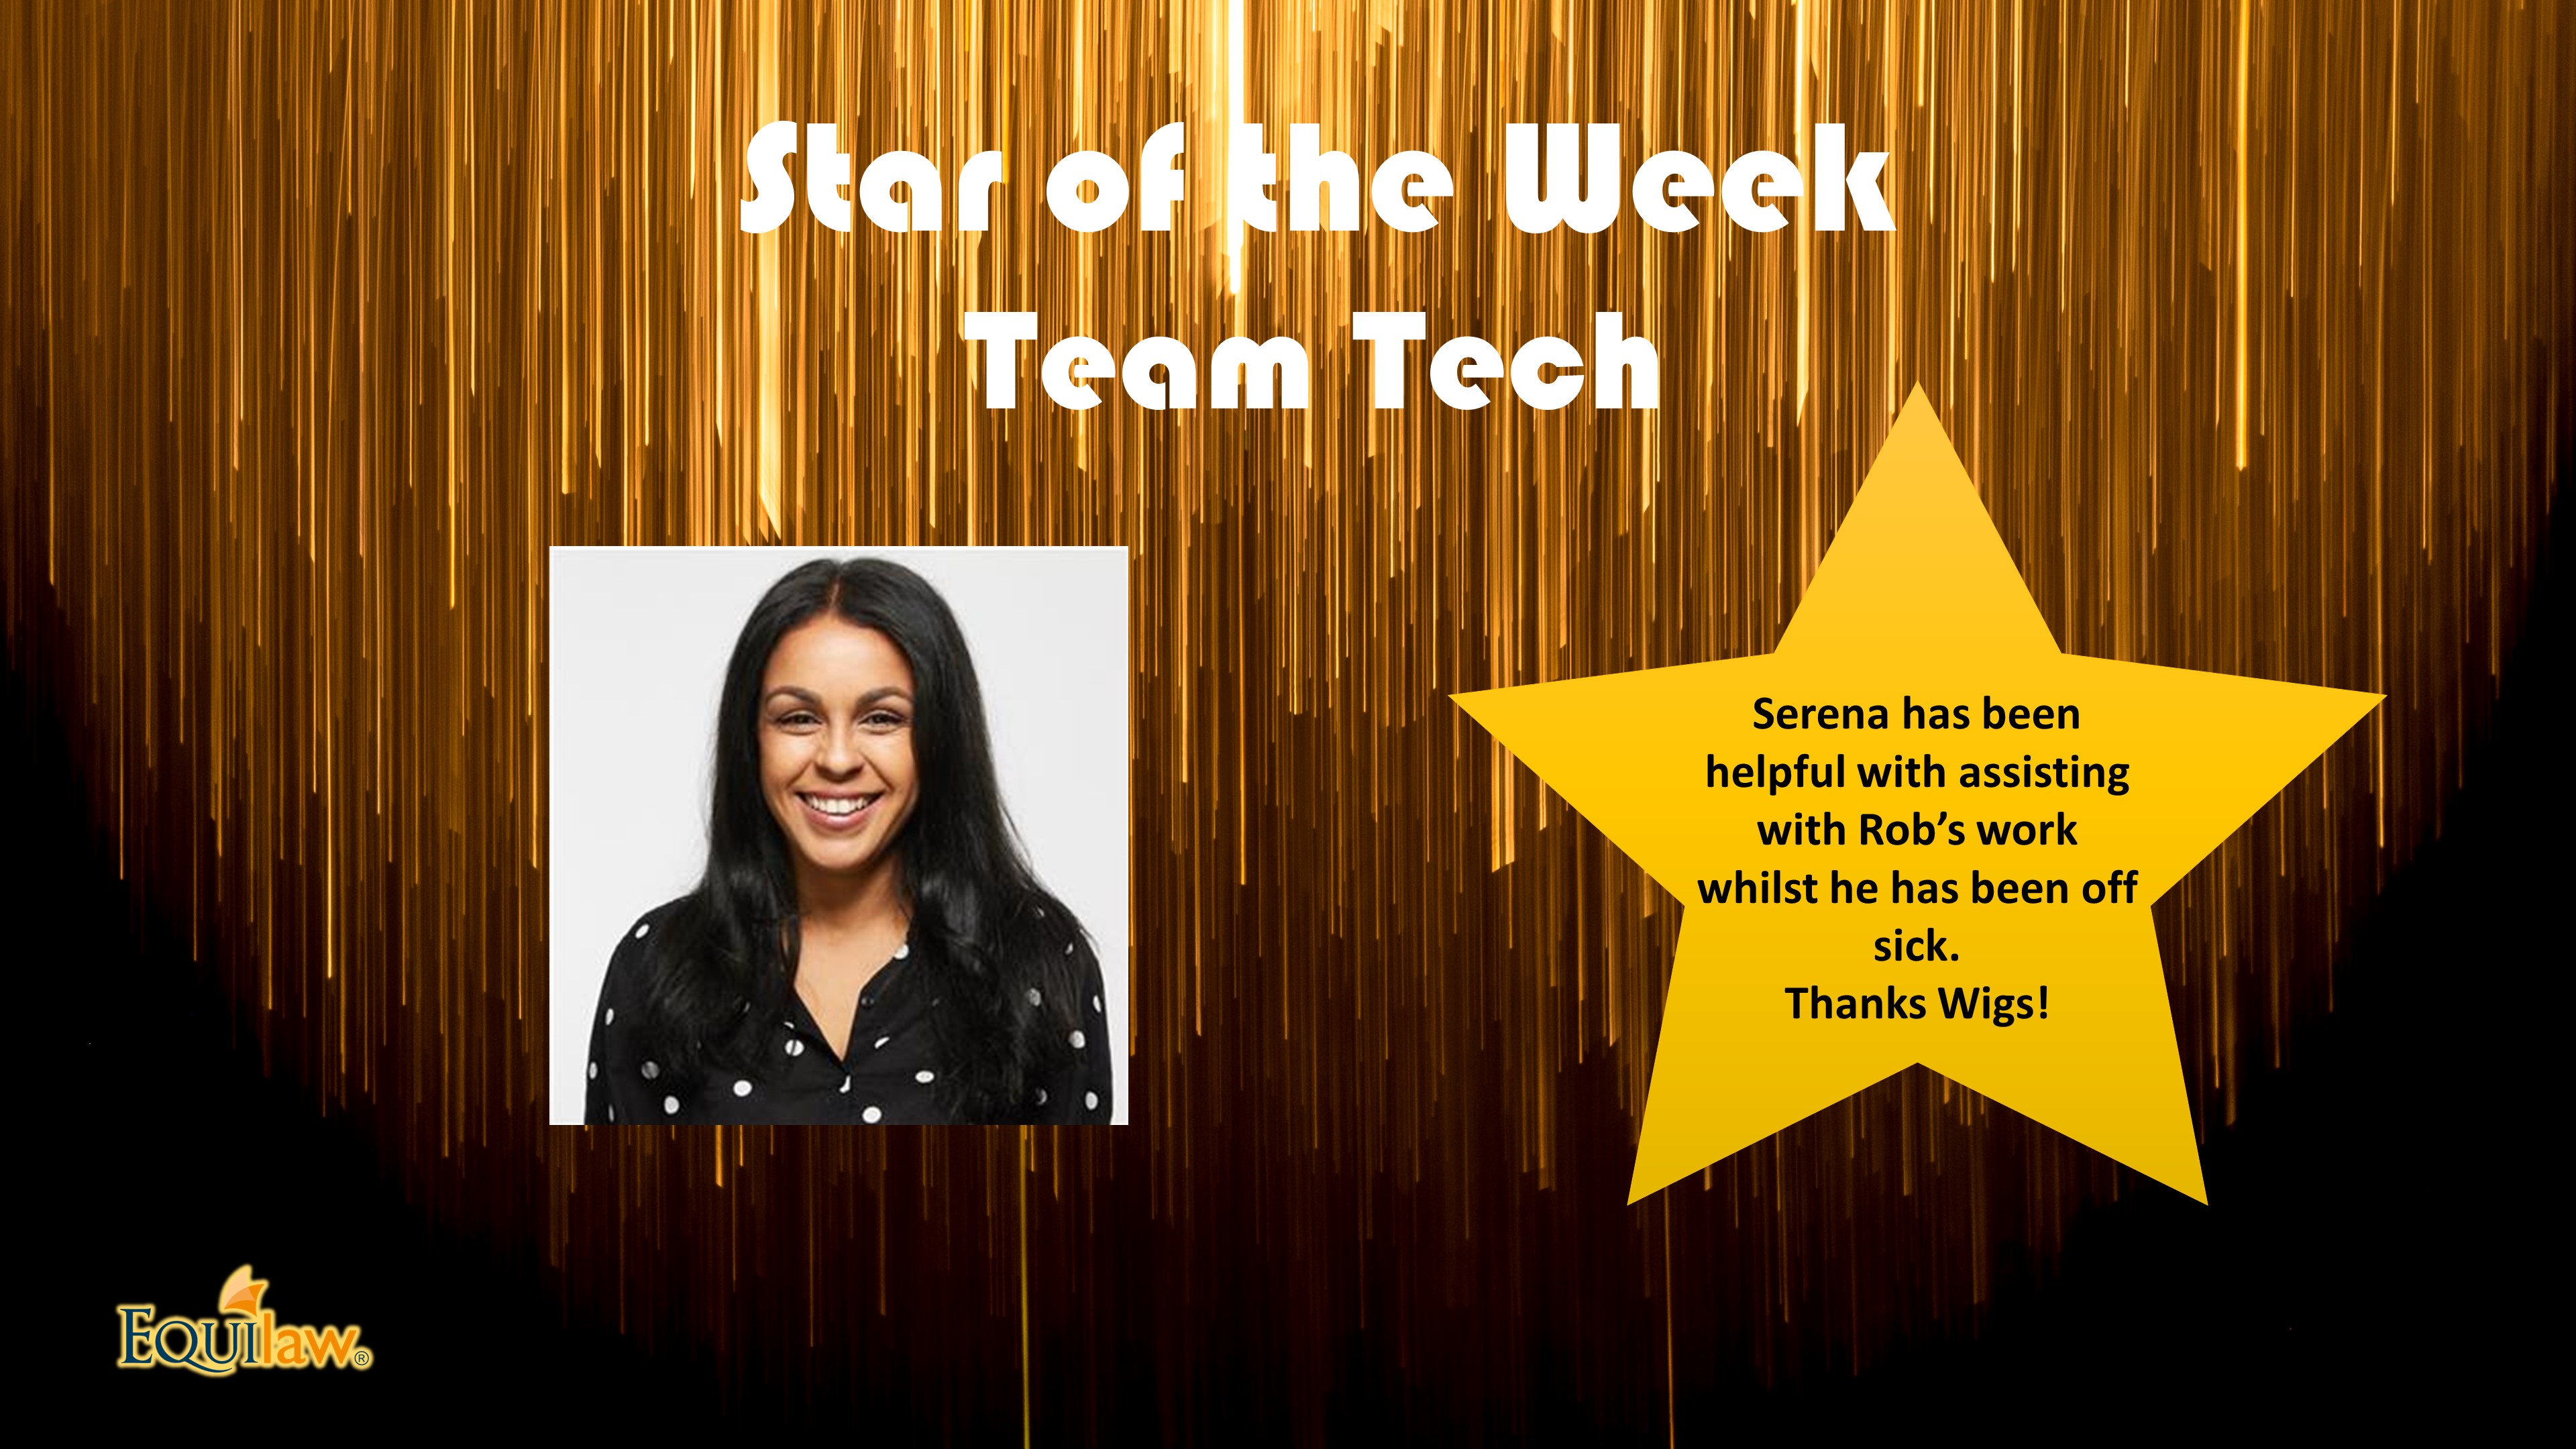 Star of the Week
Team Tech
Serena has been
helpful with assisting
with Rob’s work
whilst he has been off
sick.
Thanks Wigs!
EQUIlaw®